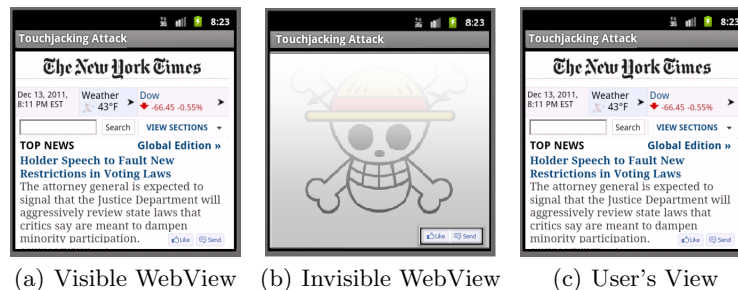 8:23
Touchjacking Attack
The New York Times
Dec 13, 2011,
8:11 PM EST
Weather
43°F
Dow
-66.45 -0.55%
Search
VIEW SECTIONS
TOP NEWS
Global Edition »
Holder Speech to Fault New
Restrictions in Voting Laws
The attorney general is expected to
signal that the Justice Department will
aggressively review state laws that
critics say are meant to dampen
minority participation.
Like Send
(a) Visible WebView
8:23
Touchjacking Attack
Like Send
(b) Invisible WebView
8:23
Touchjacking Attack
The New York Times
Dec 13, 2011,
8:11 PM EST
Weather
43°F
Dow
-66.45 -0.55%
Search
VIEW SECTIONS
TOP NEWS
Global Edition »
Holder Speech to Fault New
Restrictions in Voting Laws
The attorney general is expected to
signal that the Justice Department will
aggressively review state laws that
critics say are meant to dampen
minority participation.
Like Send
(c) User's View